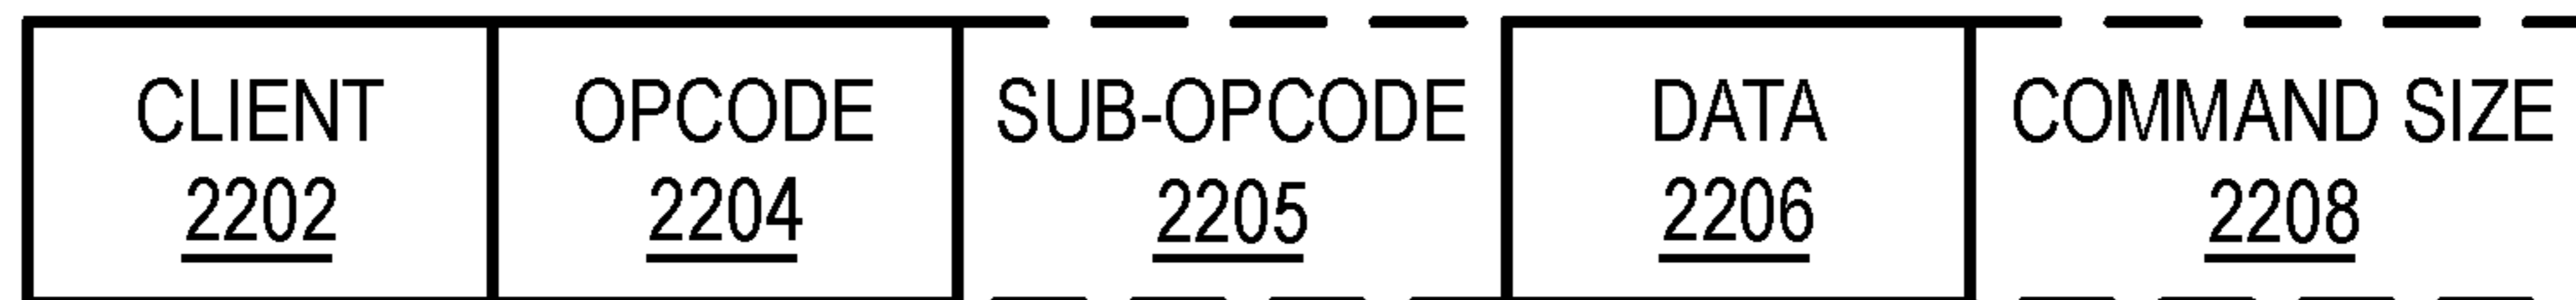 CLIENT OPCODE SUB-OPCODE DATA COMMAND SIZE
2202 2204 2205 2206 2208